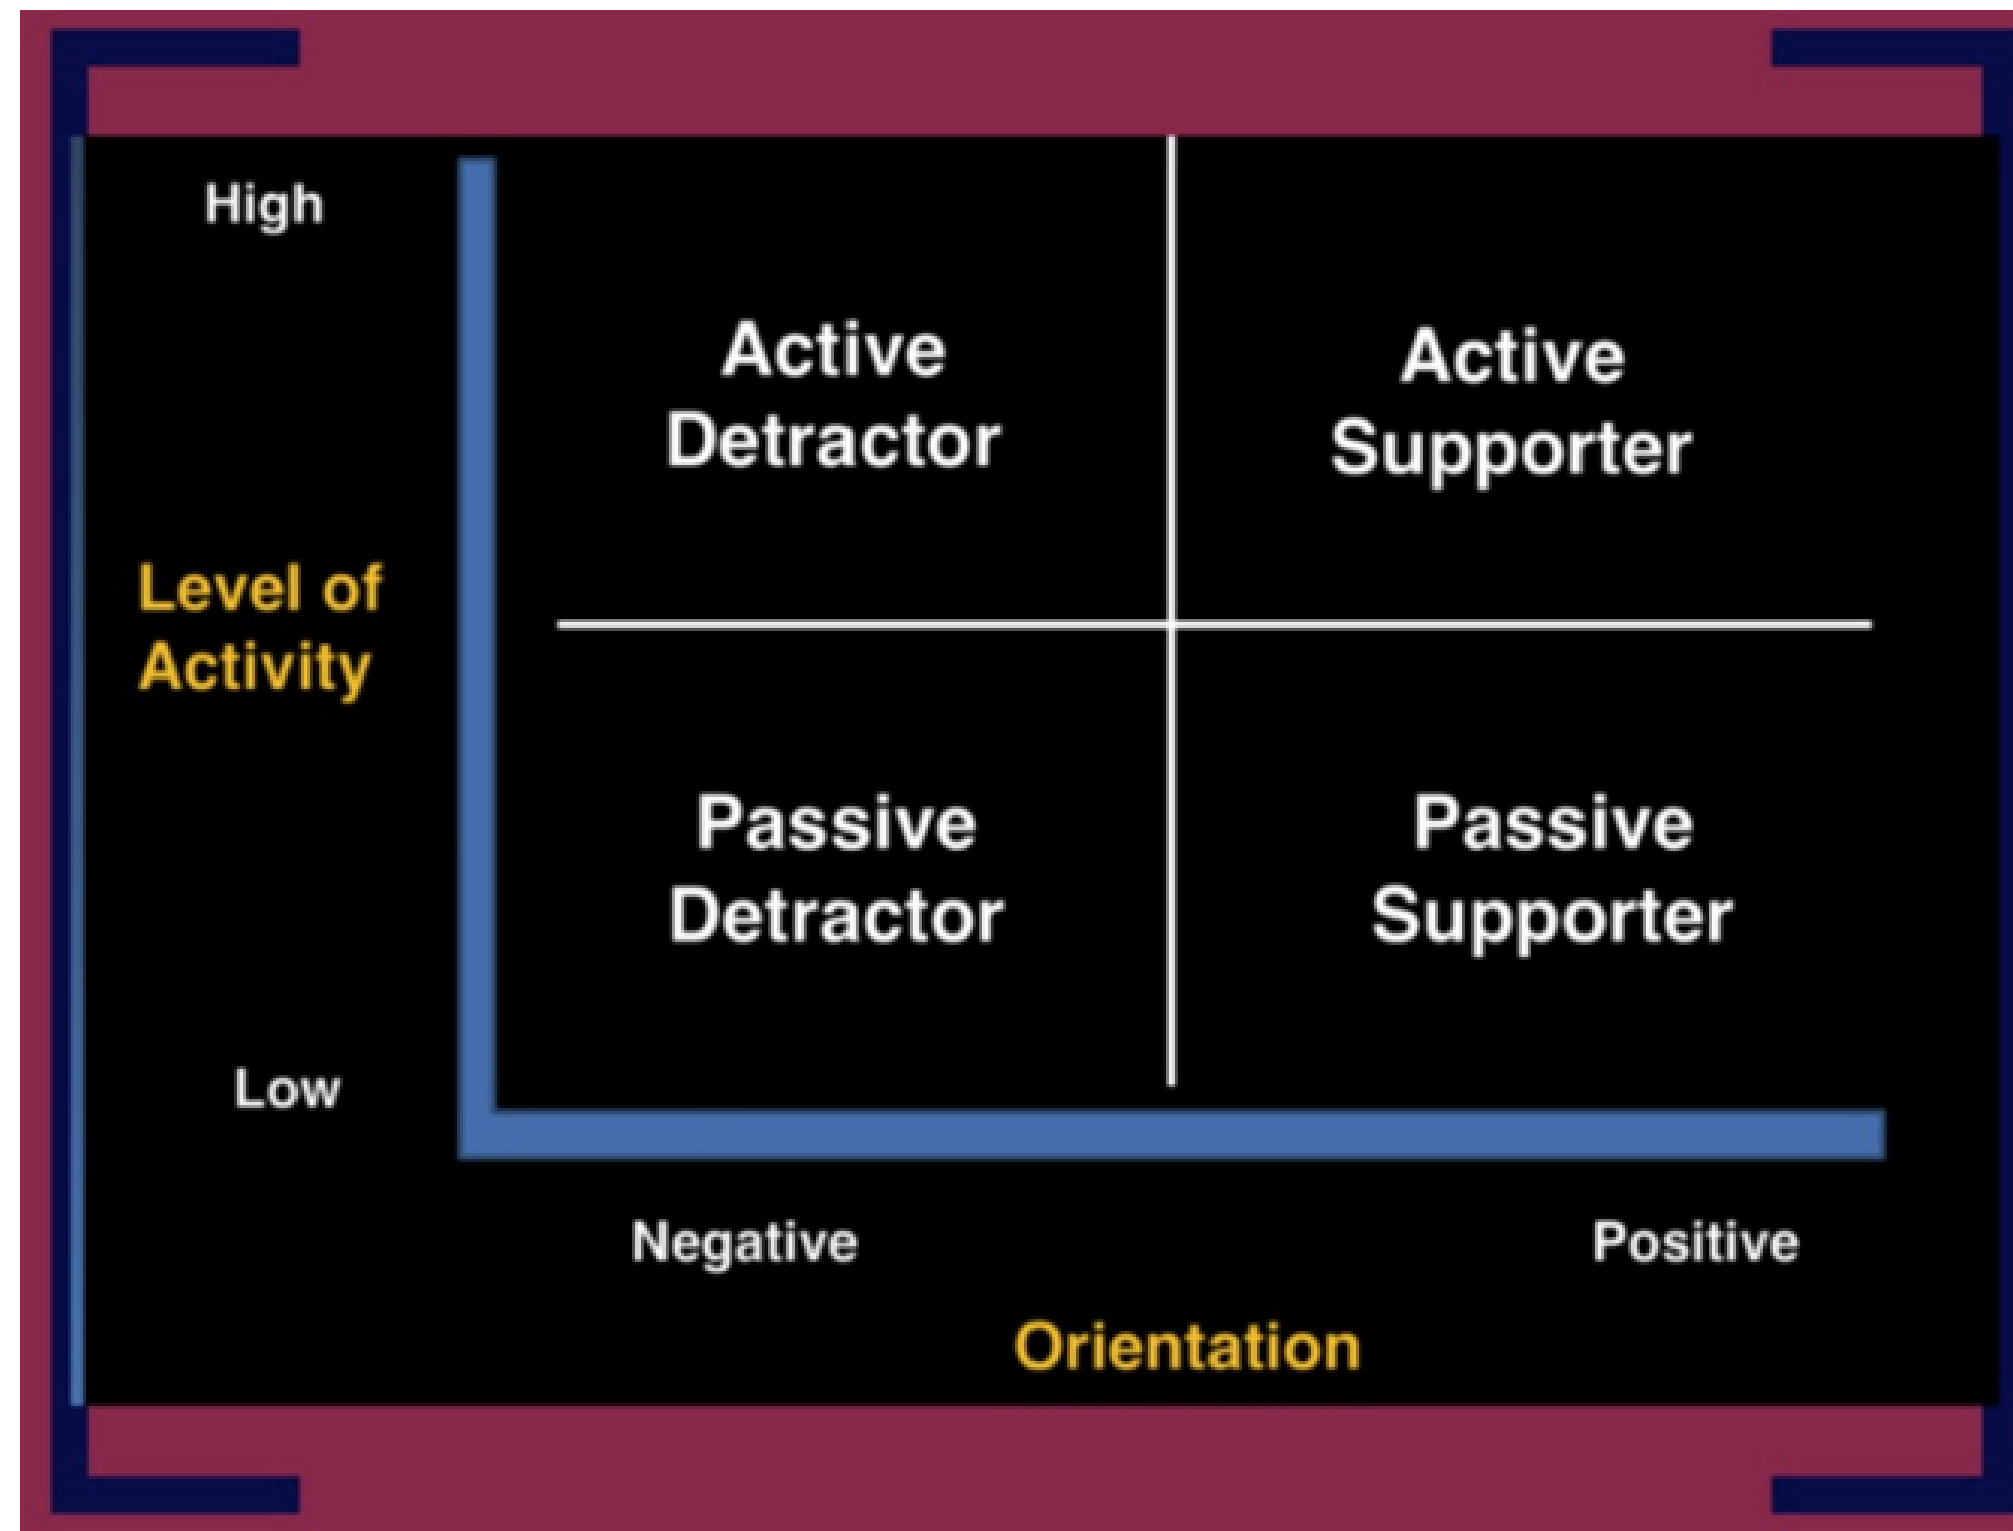 High
Active
Detractor
Active
Supporter
Level of
Activity
Passive
Detractor
Passive
Supporter
Low
Negative
Positive
Orientation